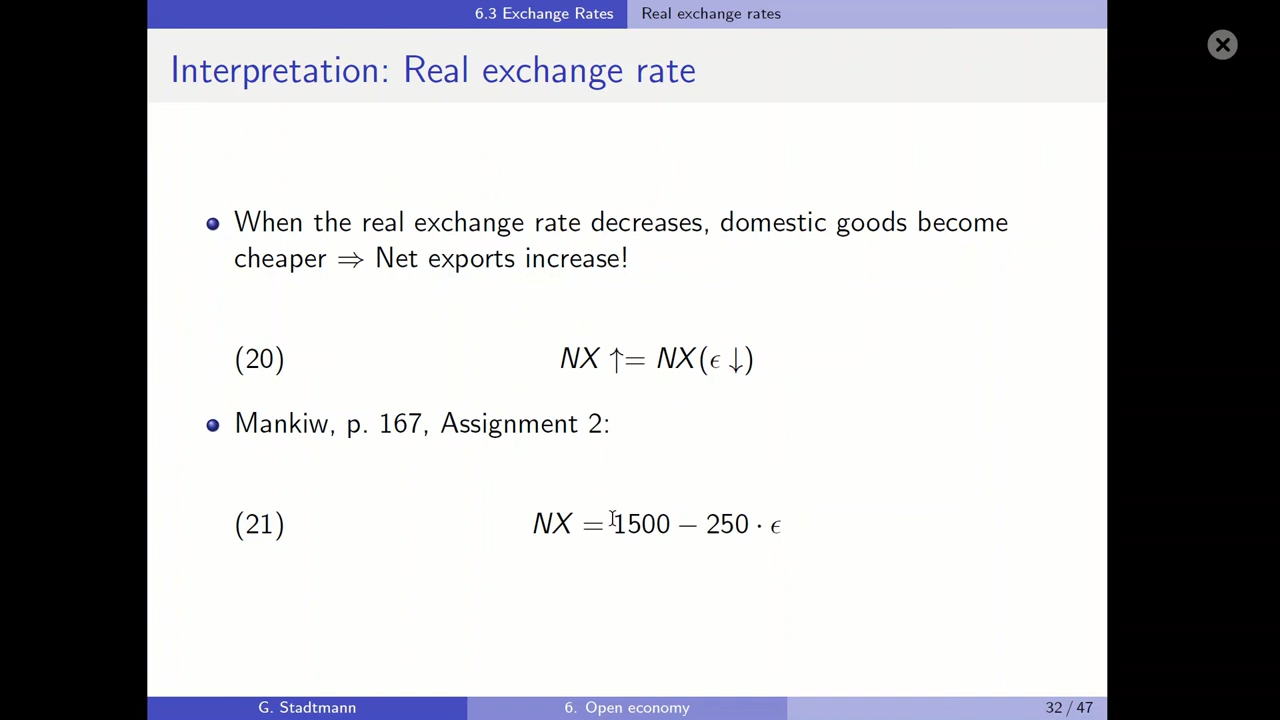 6.3 Exchange Rates Real exchange rates
Interpretation: Real exchange rate
When the real exchange rate decreases, domestic goods become
cheaper ⇒ Net exports increase!
(20) NX ↑= NX(ϵ ↓)
Mankiw, p. 167, Assignment 2:
(21) NX = 1500 − 250 · ϵ
G. Stadtmann 6. Open economy 32 / 47